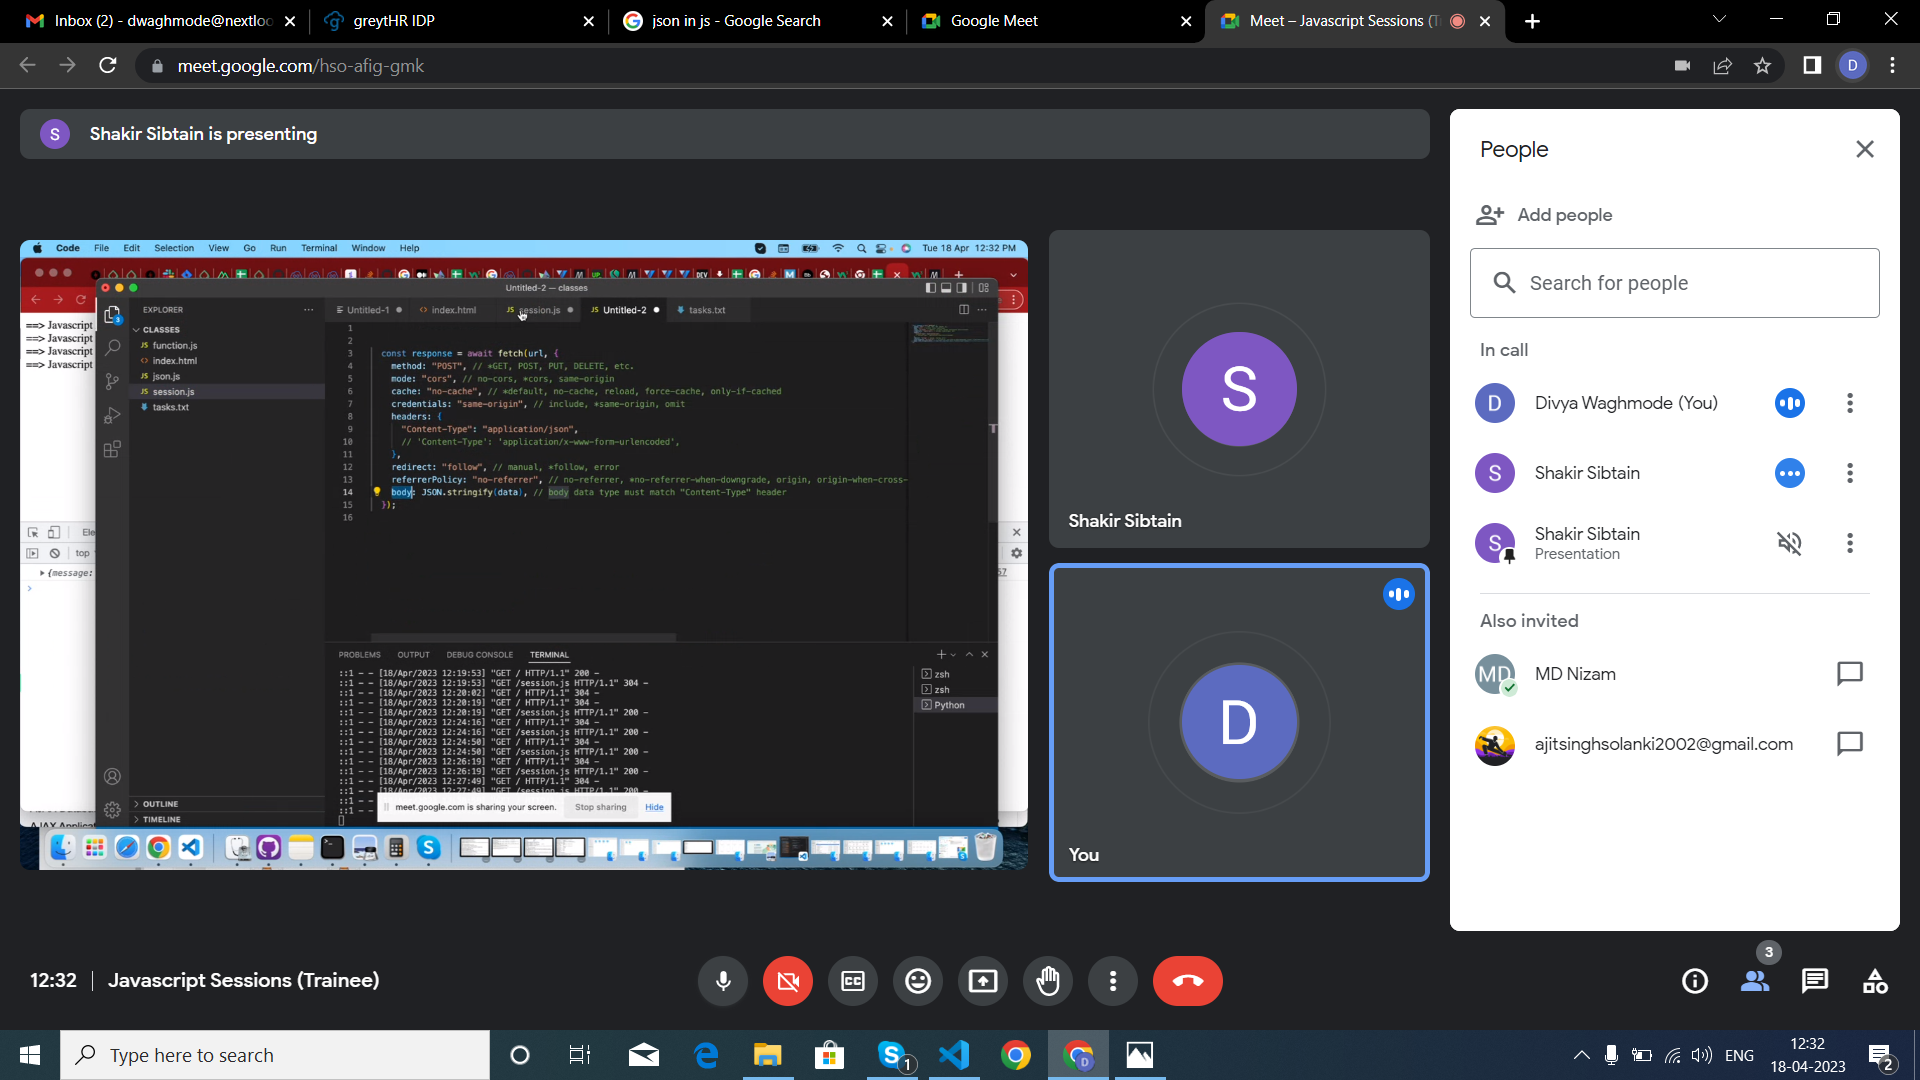 Inbox (2) - dwaghmode@nextloo
greytHR IDP
json in js - Google Search
Google Meet
Meet – Javascript Sessions (T
meet.google.com/hso-afig-gmk
D
S Shakir Sibtain is presenting
Code File Edit Selection View Go Run Terminal Window Help
Tue 18 Apr 12:32 PM
Untitled-2 — classes
==> Javascript
==> Javascript
==> Javascript
==> Javascript
EXPLORER
CLASSES
function.js
index.html
json.js
session.js
tasks.txt
OUTLINE
TIMELINE
Untitled-1
index.html
session.js
Untitled-2
tasks.txt
1
2
3 const response = await fetch(url, {
4 method: "POST", // *GET, POST, PUT, DELETE, etc.
5 mode: "cors", // no-cors, *cors, same-origin
6 cache: "no-cache", // *default, no-cache, reload, force-cache, only-if-cached
7 credentials: "same-origin", // include, *same-origin, omit
8 headers: {
9 "Content-Type": "application/json",
10 // 'Content-Type': 'application/x-www-form-urlencoded',
11 },
12 redirect: "follow", // manual, *follow, error
13 referrerPolicy: "no-referrer", // no-referrer, *no-referrer-when-downgrade, origin, origin-when-cross-
14 body: JSON.stringify(data), // body data type must match "Content-Type" header
15 });
16
top
{message:
PROBLEMS OUTPUT DEBUG CONSOLE TERMINAL
::1 - - [18/Apr/2023 12:19:53] "GET / HTTP/1.1" 200 -
::1 - - [18/Apr/2023 12:19:53] "GET /session.js HTTP/1.1" 304 -
::1 - - [18/Apr/2023 12:20:02] "GET / HTTP/1.1" 304 -
::1 - - [18/Apr/2023 12:20:19] "GET / HTTP/1.1" 304 -
::1 - - [18/Apr/2023 12:20:19] "GET /session.js HTTP/1.1" 200 -
::1 - - [18/Apr/2023 12:24:16] "GET / HTTP/1.1" 304 -
::1 - - [18/Apr/2023 12:24:16] "GET /session.js HTTP/1.1" 200 -
::1 - - [18/Apr/2023 12:24:50] "GET / HTTP/1.1" 304 -
::1 - - [18/Apr/2023 12:24:50] "GET /session.js HTTP/1.1" 200 -
::1 - - [18/Apr/2023 12:26:19] "GET / HTTP/1.1" 304 -
::1 - - [18/Apr/2023 12:26:19] "GET /session.js HTTP/1.1" 200 -
::1 - - [18/Apr/2023 12:27:49] "GET / HTTP/1.1" 304 -
::1 - - [18/Apr/2023 12:27:49] "GET /session.js HTTP/1.1" 200 -
::1 - -
::1 - -
zsh
zsh
Python
meet.google.com is sharing your screen. Stop sharing Hide
S
Shakir Sibtain
D
You
People
Add people
Search for people
In call
D Divya Waghmode (You)
S Shakir Sibtain
S Shakir Sibtain
Presentation
Also invited
MD MD Nizam
ajitsinghsolanki2002@gmail.com
12:32 Javascript Sessions (Trainee)
3
Type here to search
1
ENG
12:32
18-04-2023
2